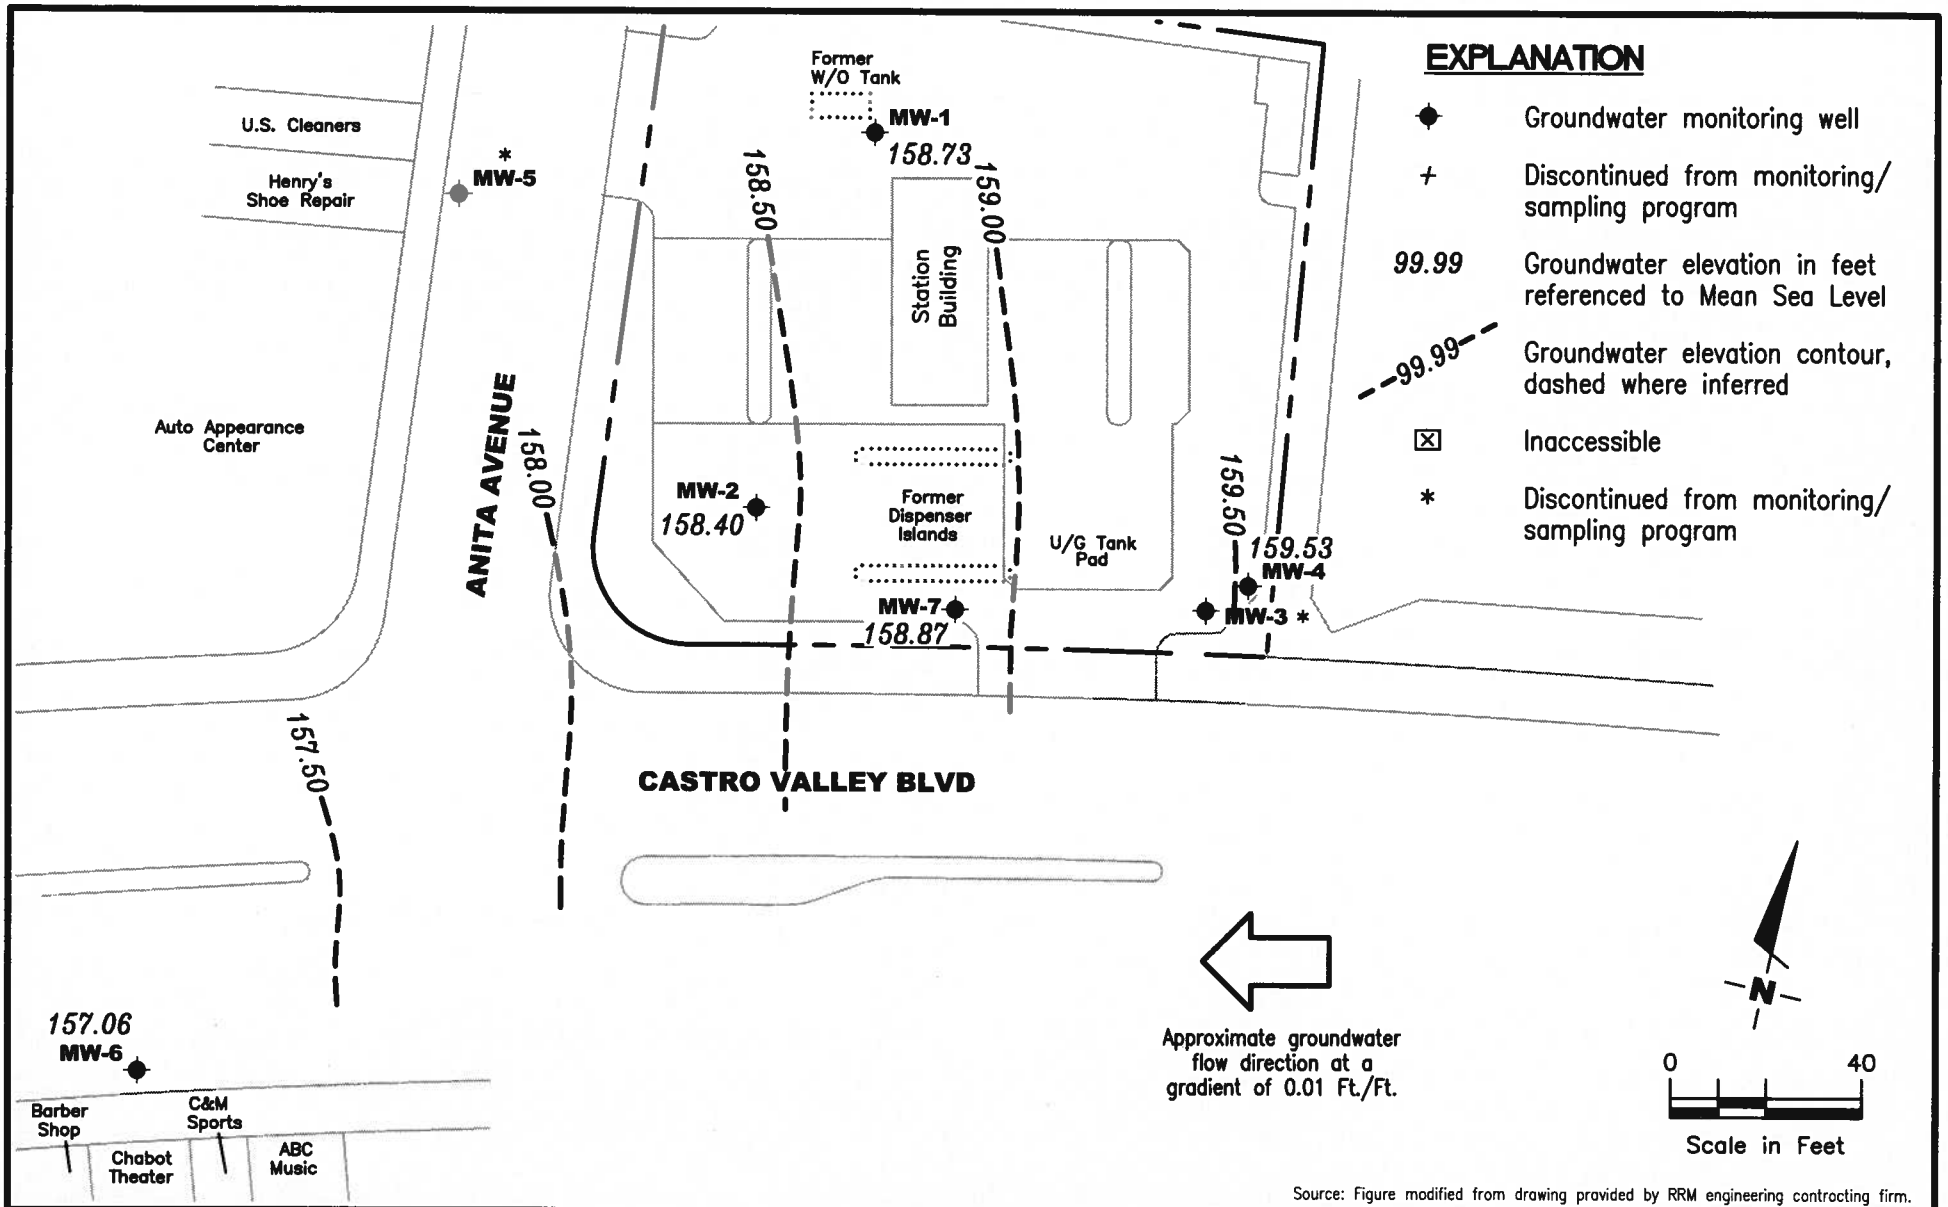 EXPLANATION
Groundwater monitoring well
Discontinued from monitoring/
sampling program
99.99
Groundwater elevation in feet
referenced to Mean Sea Level
99.99
Groundwater elevation contour,
dashed where inferred
Inaccessible
*
Discontinued from monitoring/
sampling program
Former
W/O Tank
MW-1
158.73
U.S. Cleaners
Henry's
Shoe Repair
*
MW-5
158.50
159.00
Station
Building
Auto Appearance
Center
ANITA AVENUE
158.00
MW-2
158.40
Former
Dispenser
Islands
U/G Tank
Pad
159.50
159.53
MW-4
MW-3 *
MW-7
158.87
157.50
CASTRO VALLEY BLVD
157.06
MW-6
Barber
Shop
C&M
Sports
Chabot
Theater
ABC
Music
Approximate groundwater
flow direction at a
gradient of 0.01 Ft./Ft.
N
0 40
Scale in Feet
Source: Figure modified from drawing provided by RRM engineering contracting firm.